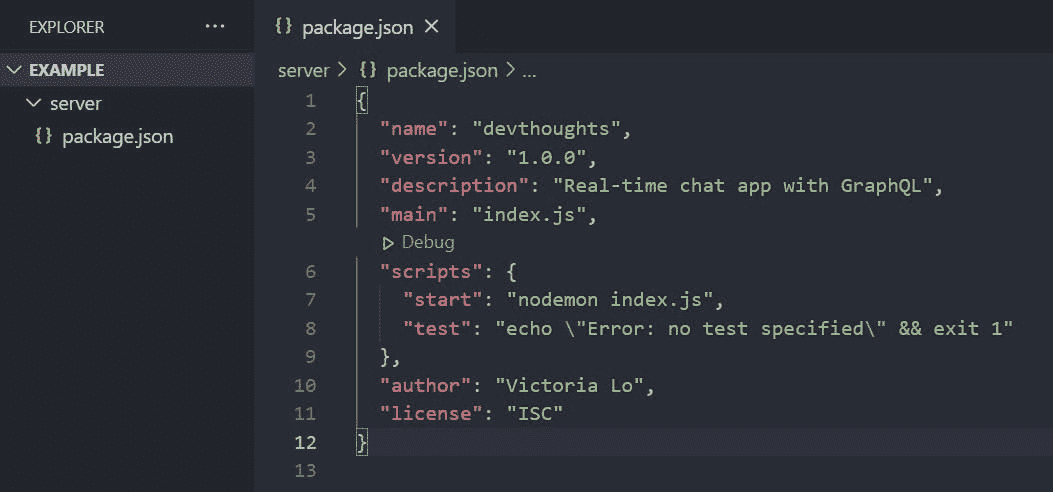 EXPLORER ...
package.json
EXAMPLE
server
package.json
server > {} package.json > ...
1 {
2 "name": "devthoughts",
3 "version": "1.0.0",
4 "description": "Real-time chat app with GraphQL",
5 "main": "index.js",
Debug
6 "scripts": {
7 "start": "nodemon index.js",
8 "test": "echo \"Error: no test specified\" && exit 1"
9 },
10 "author": "Victoria Lo",
11 "license": "ISC"
12 }
13